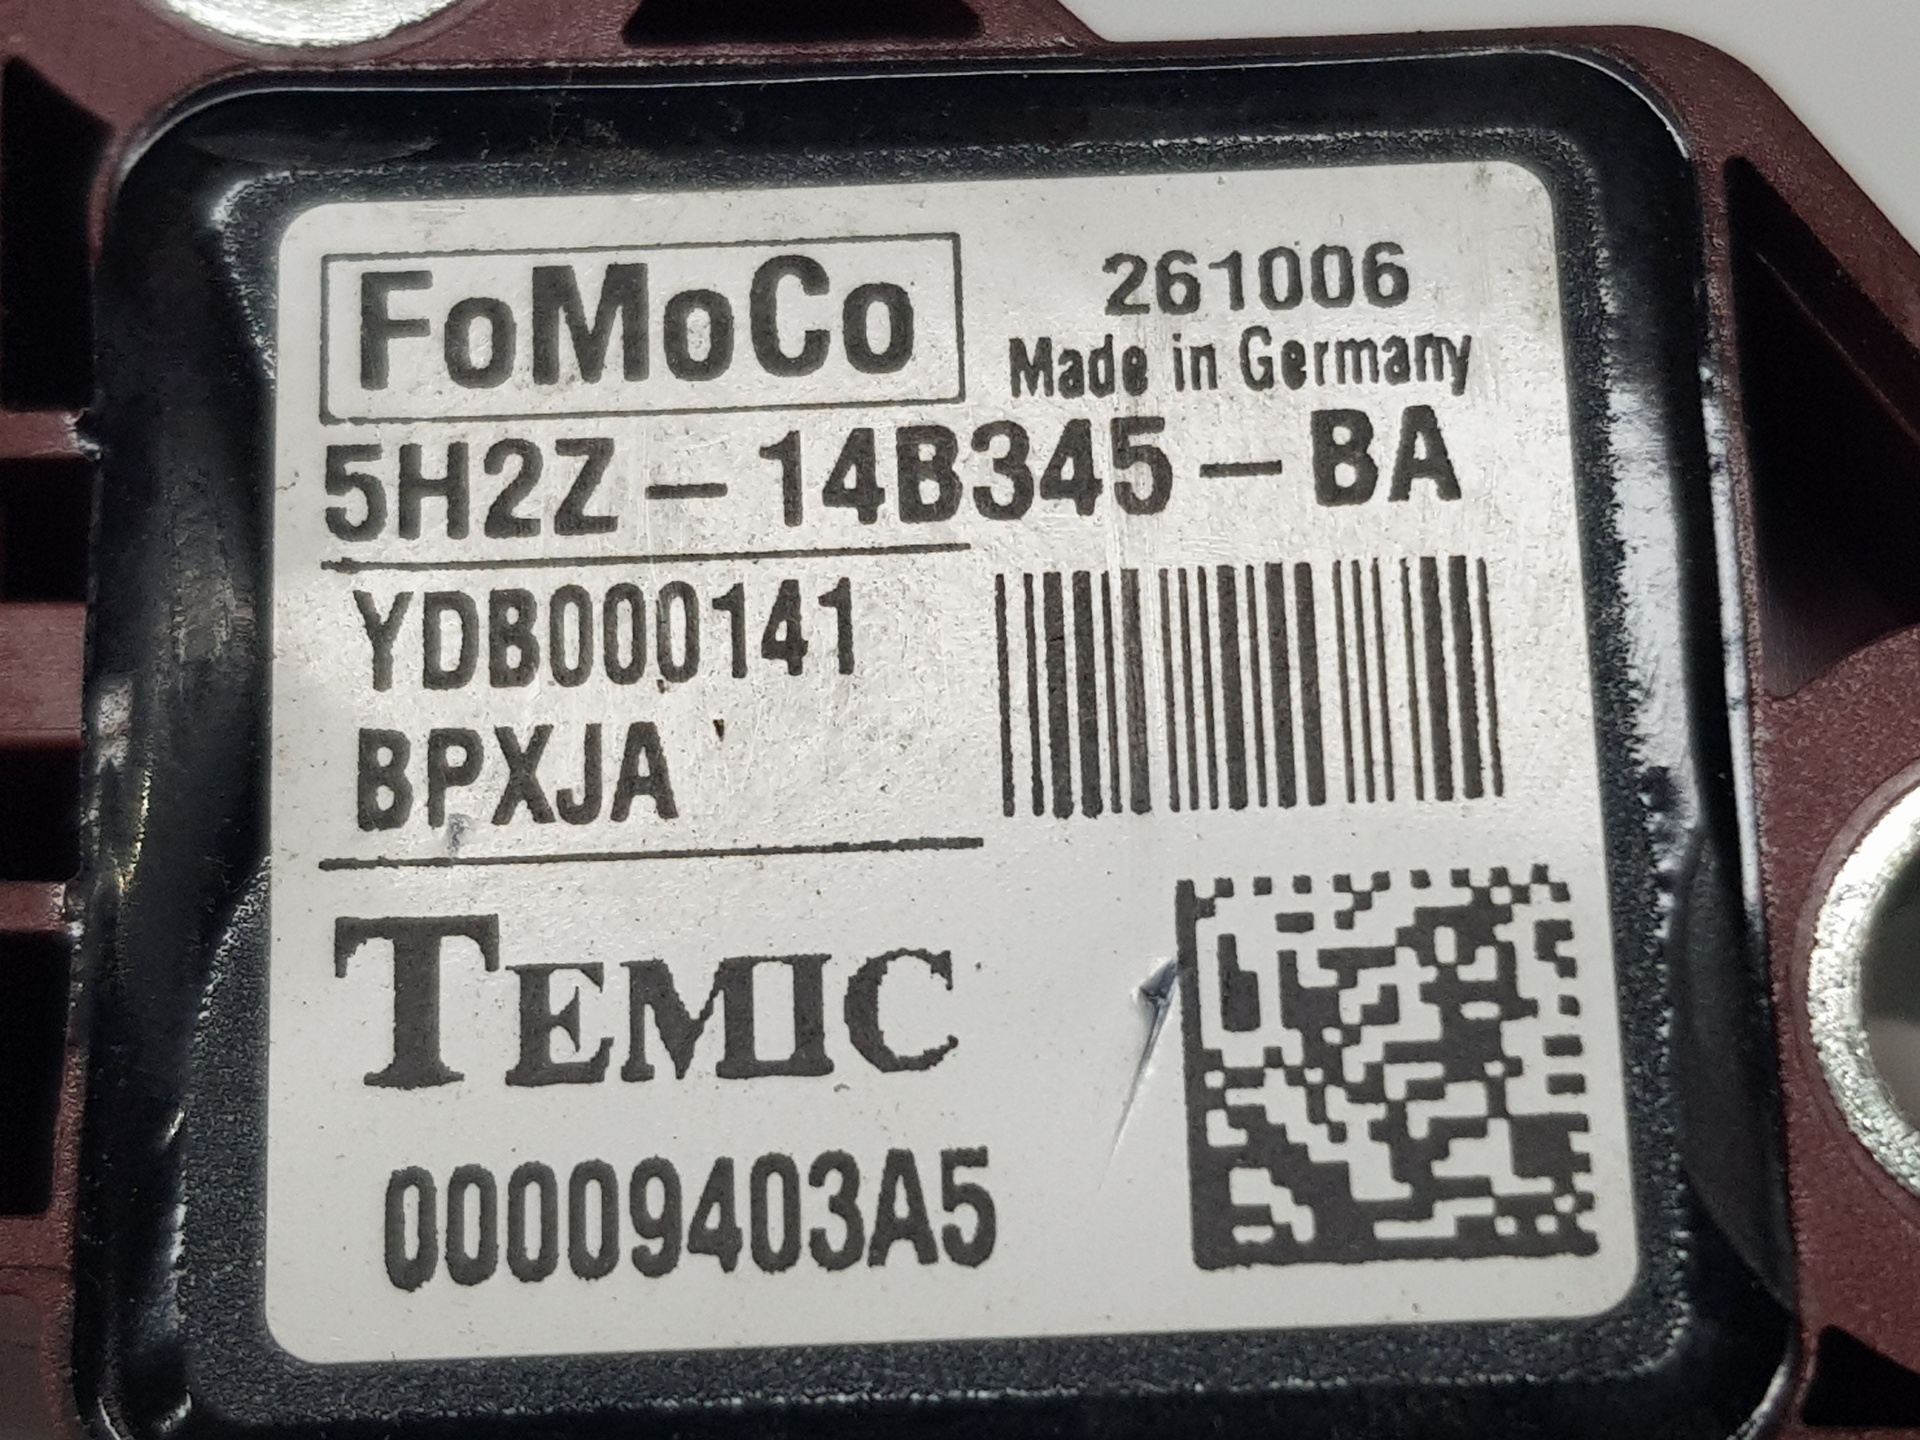 FoMoCo
261006
Made in Germany
5H2Z - 14B345 - BA
YDB000141
BPXJA
TEMIC
00009403A5